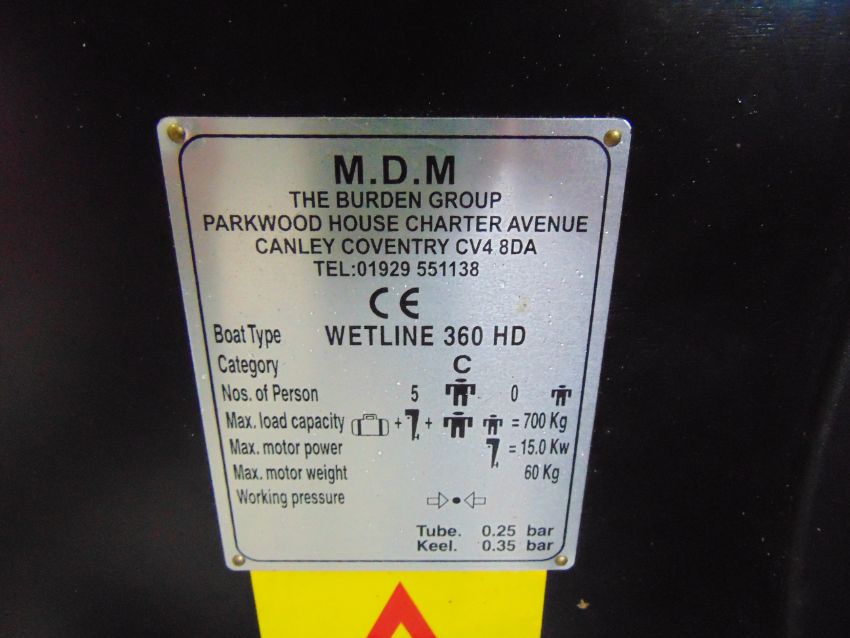 M.D.M
THE BURDEN GROUP
PARKWOOD HOUSE CHARTER AVENUE
CANLEY COVENTRY CV4 8DA
TEL:01929 551138
CE
Boat Type WETLINE 360 HD
Category C
Nos. of Person 5 0
Max. load capacity + + = 700 Kg
Max. motor power = 15.0 Kw
Max. motor weight 60 Kg
Working pressure
Tube. 0.25 bar
Keel. 0.35 bar